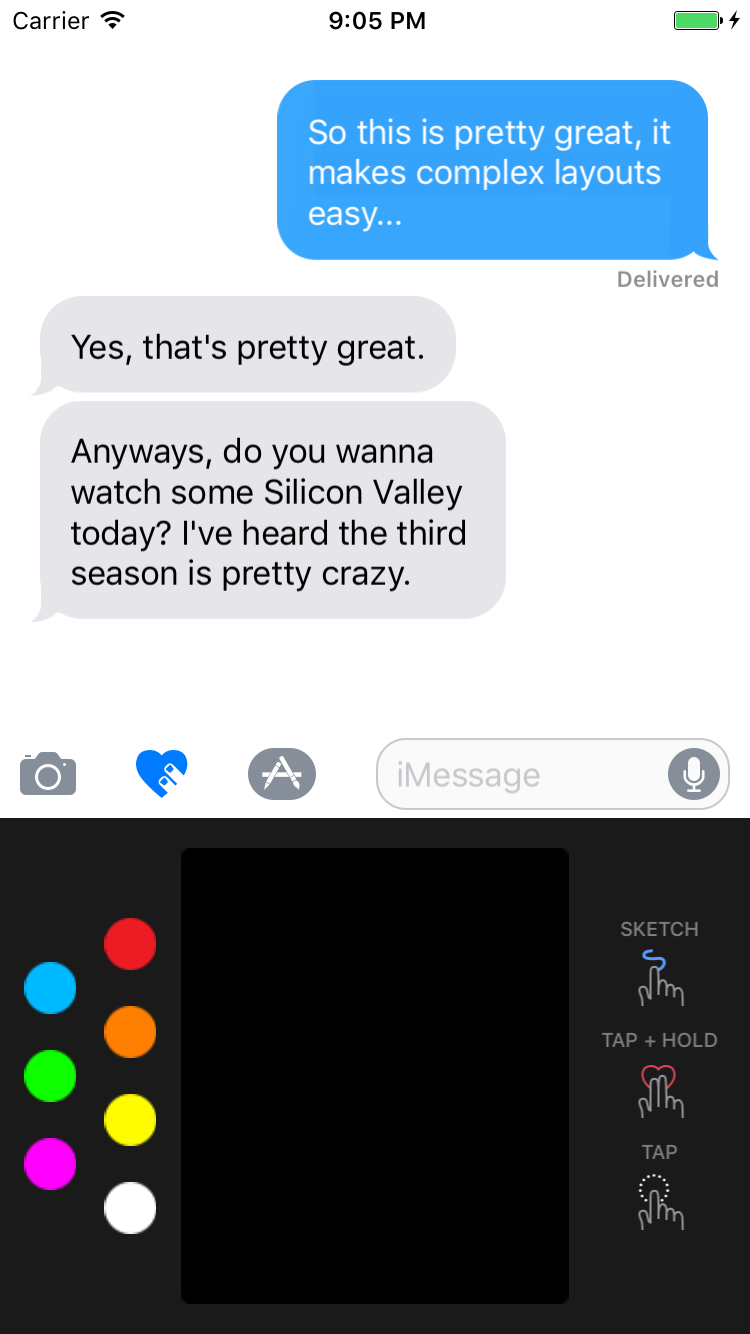 Carrier 9:05 PM
So this is pretty great, it
makes complex layouts
easy...
Delivered
Yes, that's pretty great.
Anyways, do you wanna
watch some Silicon Valley
today? I've heard the third
season is pretty crazy.
iMessage
SKETCH
TAP + HOLD
TAP